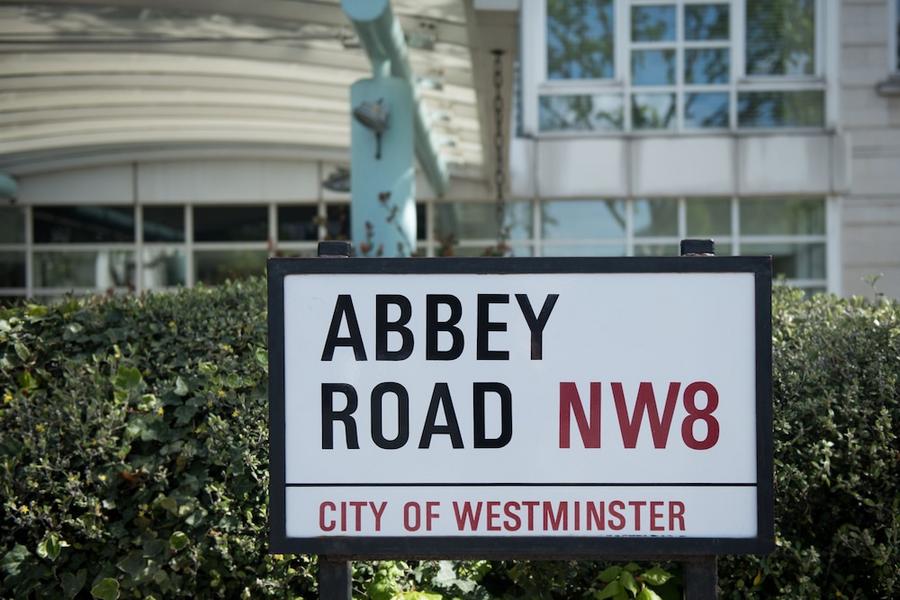 ABBEY
ROAD NW8
CITY OF WESTMINSTER